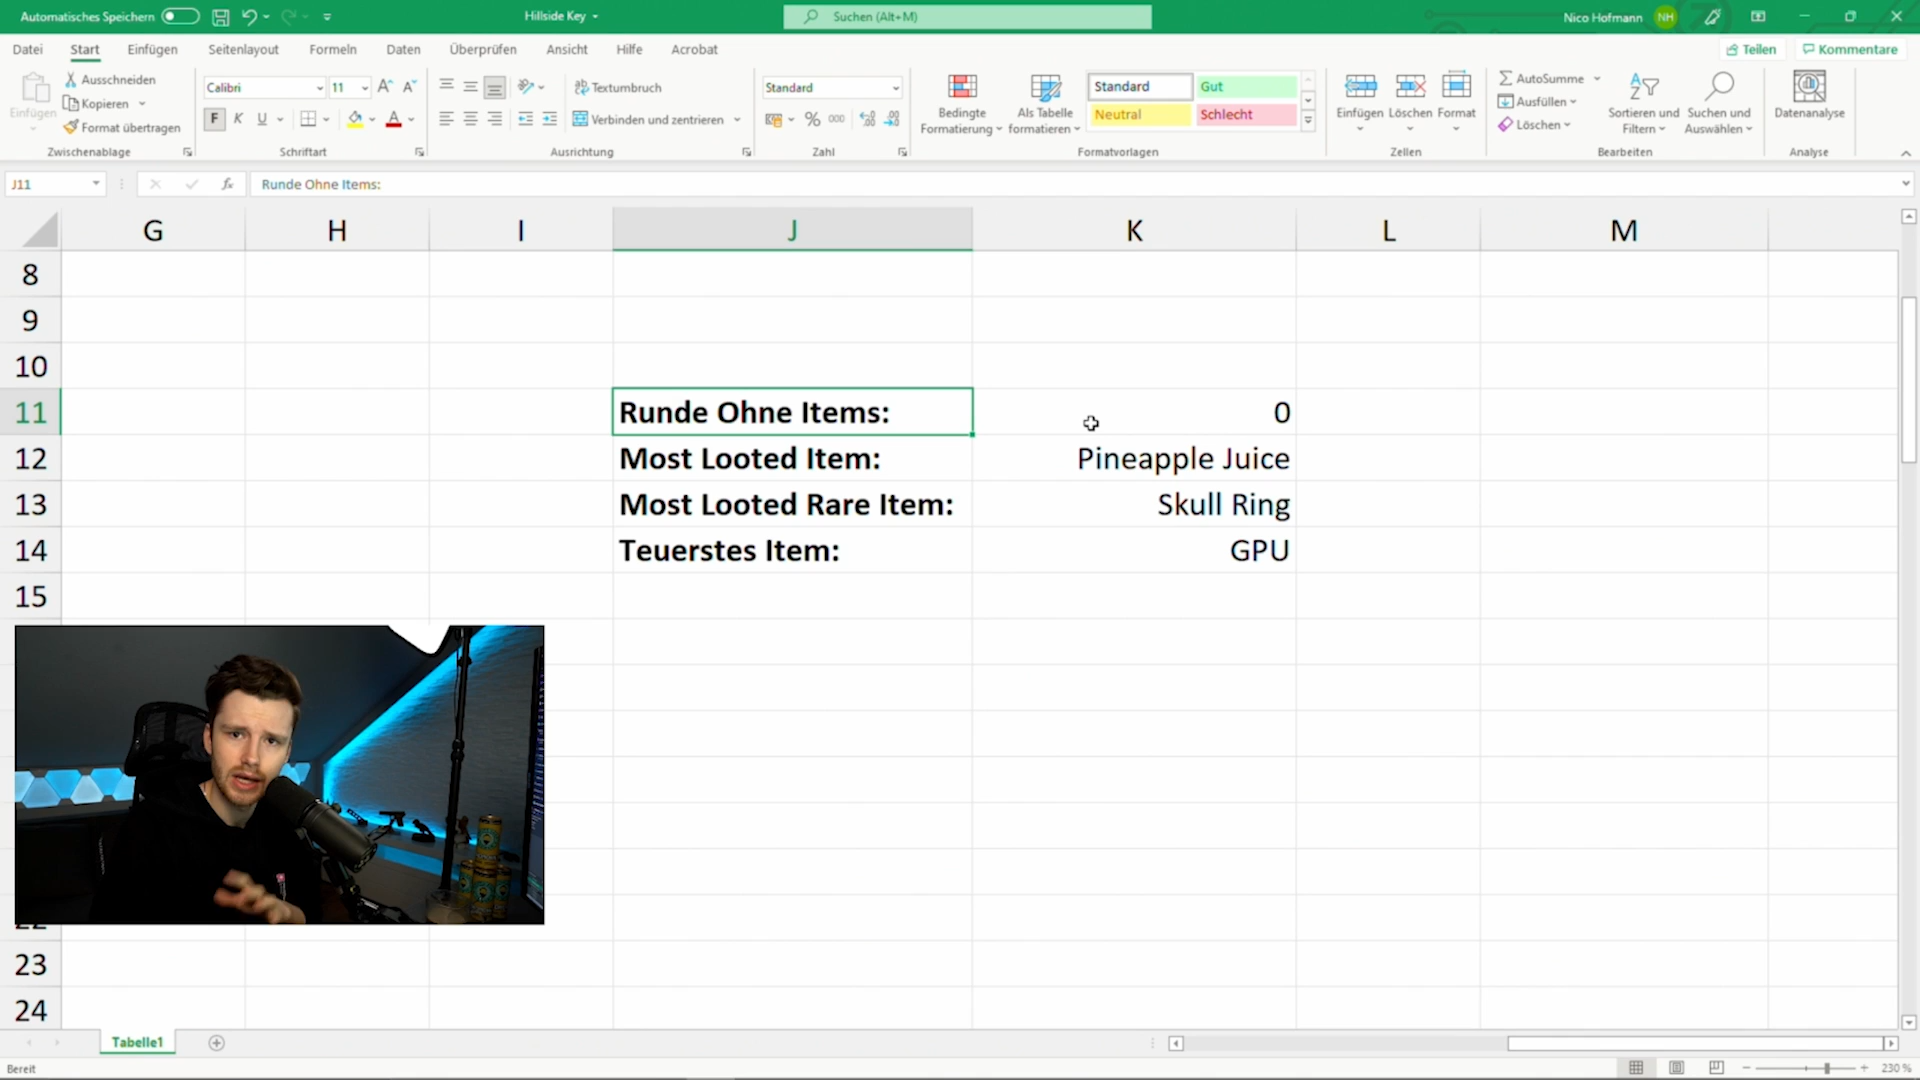 Automatisches Speichern
Hillside Key
Suchen (Alt+M)
Nico Hofmann
NH
Datei
Start
Einfügen
Seitenlayout
Formeln
Daten
Überprüfen
Ansicht
Hilfe
Acrobat
Teilen
Kommentare
Einfügen
Ausschneiden
Kopieren
Format übertragen
Zwischenablage
Calibri
11
F K U
Schriftart
Textumbruch
Verbinden und zentrieren
Ausrichtung
Standard
% 000
Zahl
Bedingte
Formatierung
Als Tabelle
formatieren
Standard
Gut
Neutral
Schlecht
Formatvorlagen
Einfügen
Löschen
Format
Zellen
AutoSumme
Ausfüllen
Löschen
Sortieren und
Filtern
Suchen und
Auswählen
Bearbeiten
Datenanalyse
Analyse
J11
fx
Runde Ohne Items:
G H I J K L M
8
9
10
11 Runde Ohne Items: 0
12 Most Looted Item: Pineapple Juice
13 Most Looted Rare Item: Skull Ring
14 Teuerstes Item: GPU
15
23
24
Tabelle1
Bereit
230 %